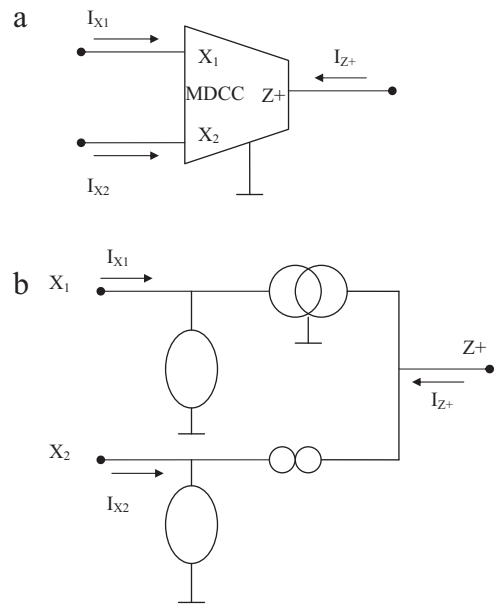 a
I_X1
X_1
I_Z+
MDCC Z+
X_2
I_X2
b
I_X1
X_1
Z+
I_Z+
X_2
I_X2